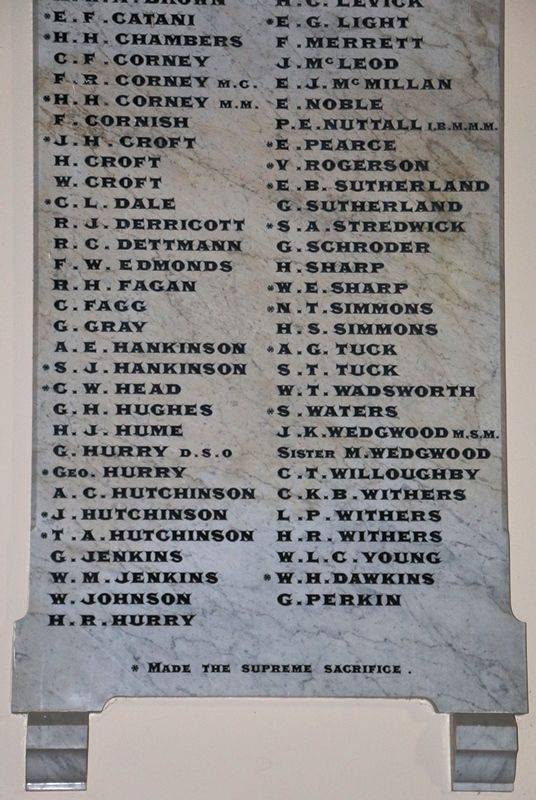 BROWN
*E.F.CATANI
*H.H.CHAMBERS
C.F.CORNEY
F.R.CORNEY M.C.
*H.H.CORNEY M.M.
F.CORNISH
*J.H.CROFT
H.CROFT
W.CROFT
*C.L.DALE
R.J.DERRICOTT
R.C.DETTMANN
F.W.EDMONDS
R.H.FAGAN
C.FAGG
G.GRAY
A.E.HANKINSON
*S.J.HANKINSON
*C.W.HEAD
G.H.HUGHES
H.J.HUME
G.HURRY D.S.O
*GEO. HURRY
A.C.HUTCHINSON
*J.HUTCHINSON
*T.A.HUTCHINSON
G.JENKINS
W.M.JENKINS
W.JOHNSON
H.R.HURRY
H.C.LEVICK
*E.G.LIGHT
F.MERRETT
J.McLEOD
E.J.McMILLAN
E.NOBLE
P.E.NUTTALL I.B.M.M.M.
*E.PEARCE
*V.ROGERSON
*E.B.SUTHERLAND
G.SUTHERLAND
*S.A.STREDWICK
G.SCHRODER
H.SHARP
*W.E.SHARP
*N.T.SIMMONS
H.S.SIMMONS
*A.G.TUCK
S.T.TUCK
W.T.WADSWORTH
*S.WATERS
J.K.WEDGWOOD M.S.M.
SISTER M.WEDGWOOD
C.T.WILLOUGHBY
C.K.B.WITHERS
L.P.WITHERS
H.R.WITHERS
W.L.C.YOUNG
*W.H.DAWKINS
G.PERKIN
* MADE THE SUPREME SACRIFICE.